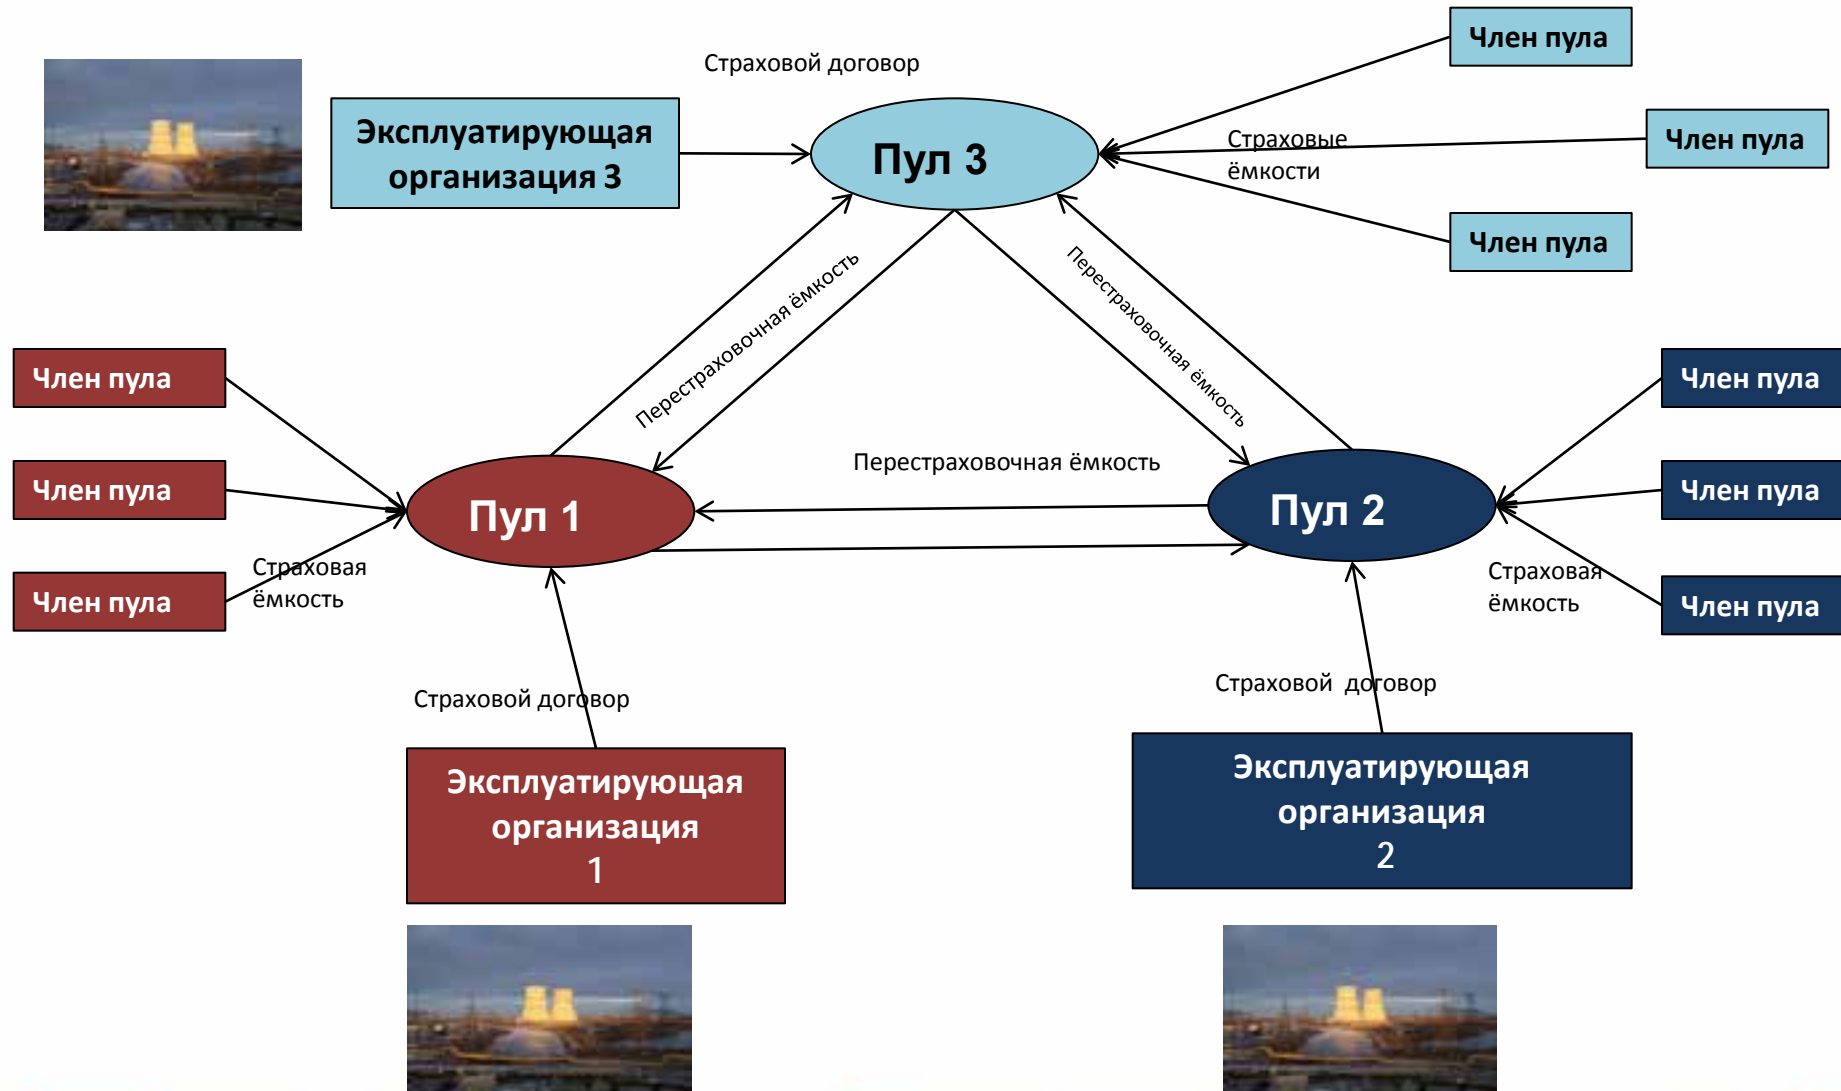 Член пула
Страховой договор
Эксплуатирующая
организация 3
Пул 3
Страховые
ёмкости
Член пула
Член пула
Перестраховочная ёмкость
Перестраховочная ёмкость
Член пула
Член пула
Член пула
Страховая
ёмкость
Пул 1
Перестраховочная ёмкость
Пул 2
Член пула
Член пула
Член пула
Страховая
ёмкость
Страховой договор
Страховой  договор
Эксплуатирующая
организация
1
Эксплуатирующая
организация
2